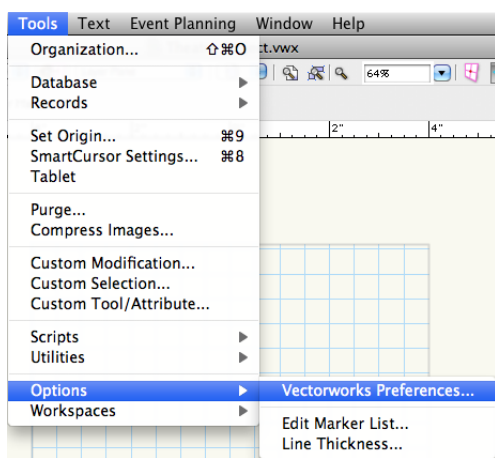 Tools Text Event Planning Window Help
Organization... ⇧⌘O
ct.vwx
64%
Database
Records
Set Origin... ⌘9
SmartCursor Settings... ⌘8
Tablet
2" 4"
Purge...
Compress Images...
Custom Modification...
Custom Selection...
Custom Tool/Attribute...
Scripts
Utilities
Options
Vectorworks Preferences...
Workspaces
Edit Marker List...
Line Thickness...